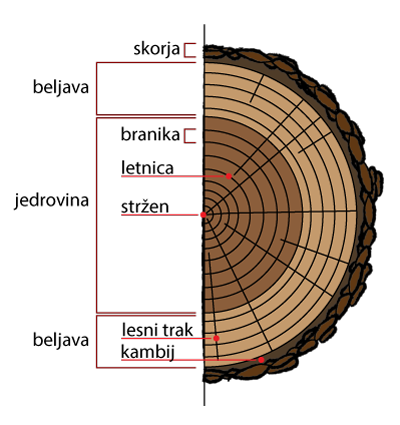 skorja
beljava
branika
letnica
jedrovina
stržen
lesni trak
beljava
kambij